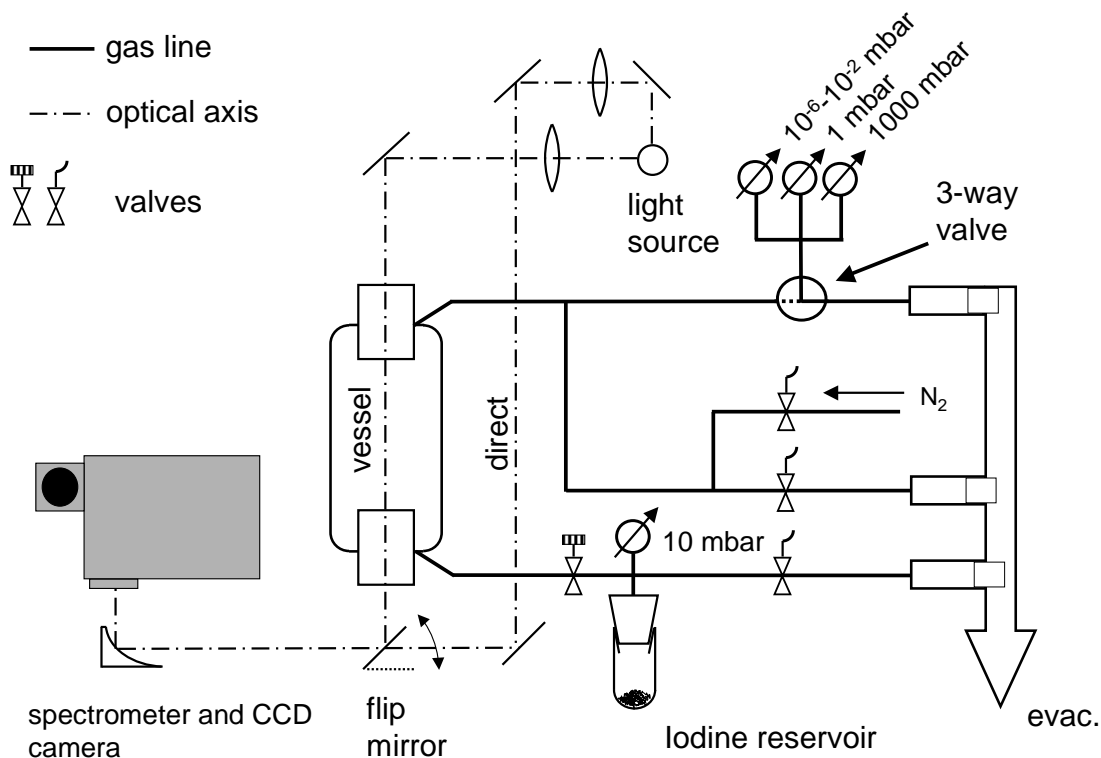 gas line
optical axis
valves
10⁻⁶-10⁻² mbar
1 mbar
1000 mbar
light
source
3-way
valve
N₂
vessel
direct
10 mbar
spectrometer and CCD
camera
flip
mirror
Iodine reservoir
evac.